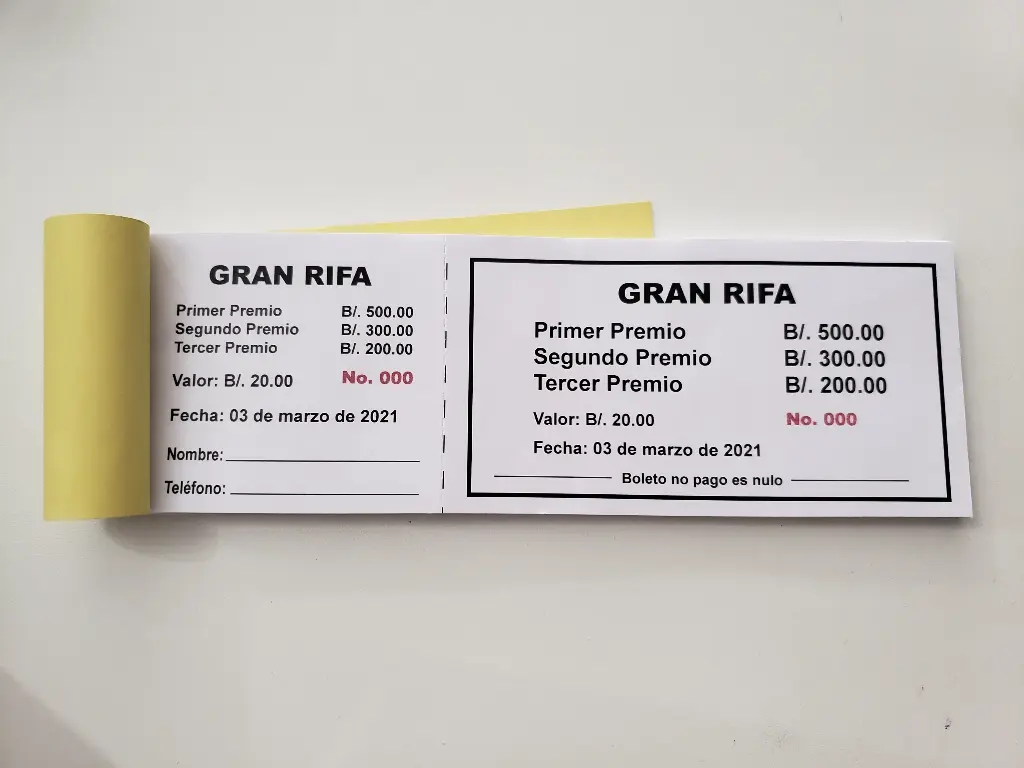 GRAN RIFA
Primer Premio B/. 500.00
Segundo Premio B/. 300.00
Tercer Premio B/. 200.00
Valor: B/. 20.00 No. 000
Fecha: 03 de marzo de 2021
Nombre:
Teléfono:
GRAN RIFA
Primer Premio B/. 500.00
Segundo Premio B/. 300.00
Tercer Premio B/. 200.00
Valor: B/. 20.00 No. 000
Fecha: 03 de marzo de 2021
Boleto no pago es nulo